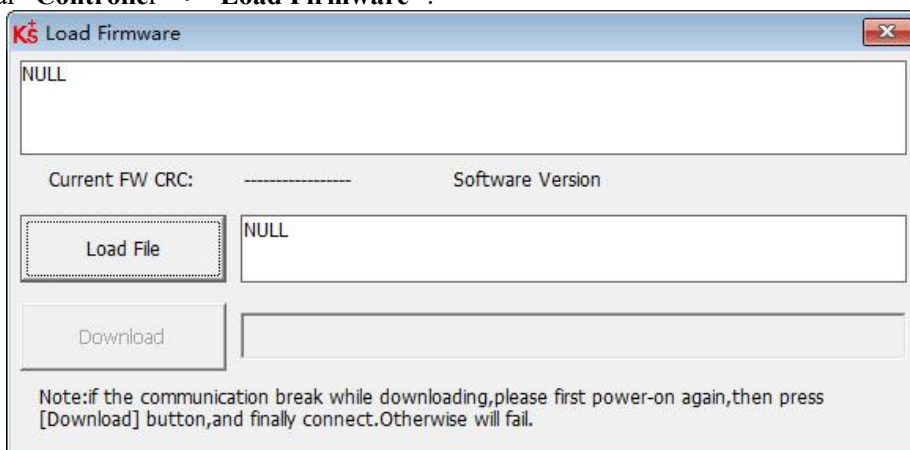 "Controller"->"Load Firmware".
Load Firmware
NULL
Current FW CRC: ----------------- Software Version
Load File
NULL
Download
Note:if the communication break while downloading,please first power-on again,then press
[Download] button,and finally connect.Otherwise will fail.